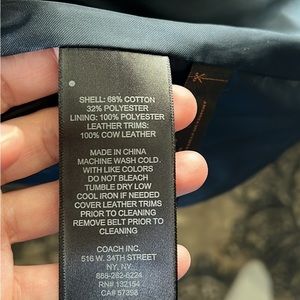 SHELL: 68% COTTON
32% POLYESTER
LINING: 100% POLYESTER
LEATHER TRIMS:
100% COW LEATHER
MADE IN CHINA
MACHINE WASH COLD.
WITH LIKE COLORS
DO NOT BLEACH
TUMBLE DRY LOW
COOL IRON IF NEEDED
COVER LEATHER TRIMS
PRIOR TO CLEANING
REMOVE BELT PRIOR TO
CLEANING
COACH INC.
516 W. 34TH STREET
NY, NY.
888-262-6224
RN# 132154
CA# 57398